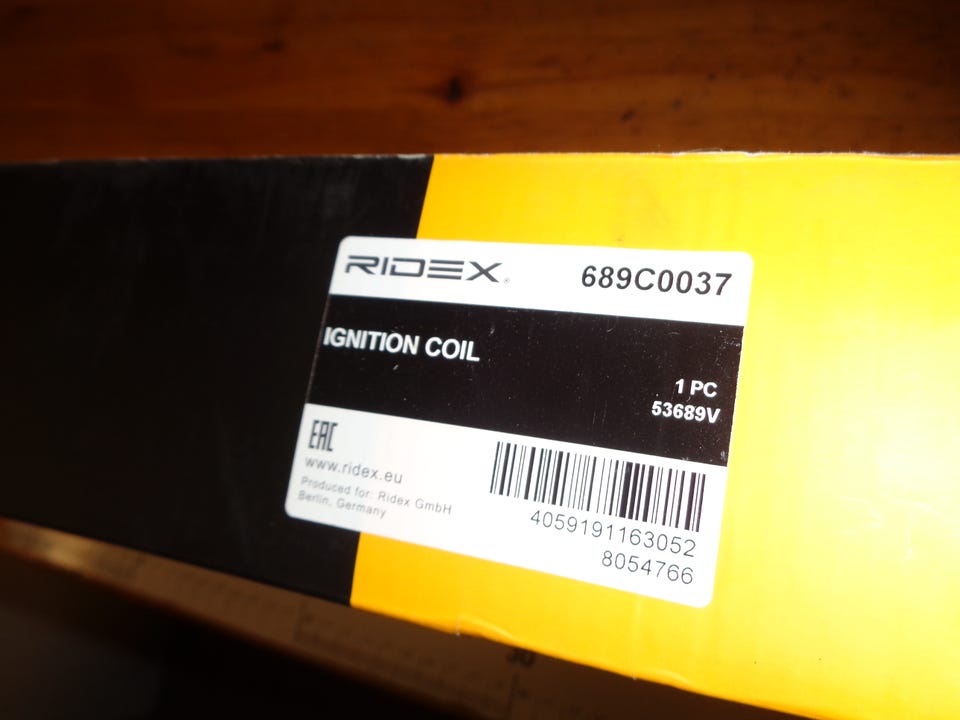 RIDEX®
689C0037
IGNITION COIL
1 PC
53689V
EAC
www.ridex.eu
Produced for: Ridex GmbH
Berlin, Germany
4059191163052
8054766